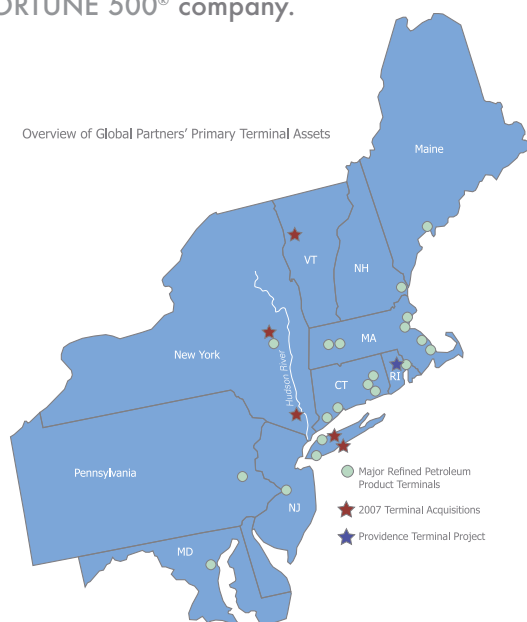 ORTUNE 500® company.
Overview of Global Partners' Primary Terminal Assets
Maine
VT
NH
MA
New York
Hudson River
CT
RI
Pennsylvania
NJ
MD
Major Refined Petroleum
Product Terminals
2007 Terminal Acquisitions
Providence Terminal Project